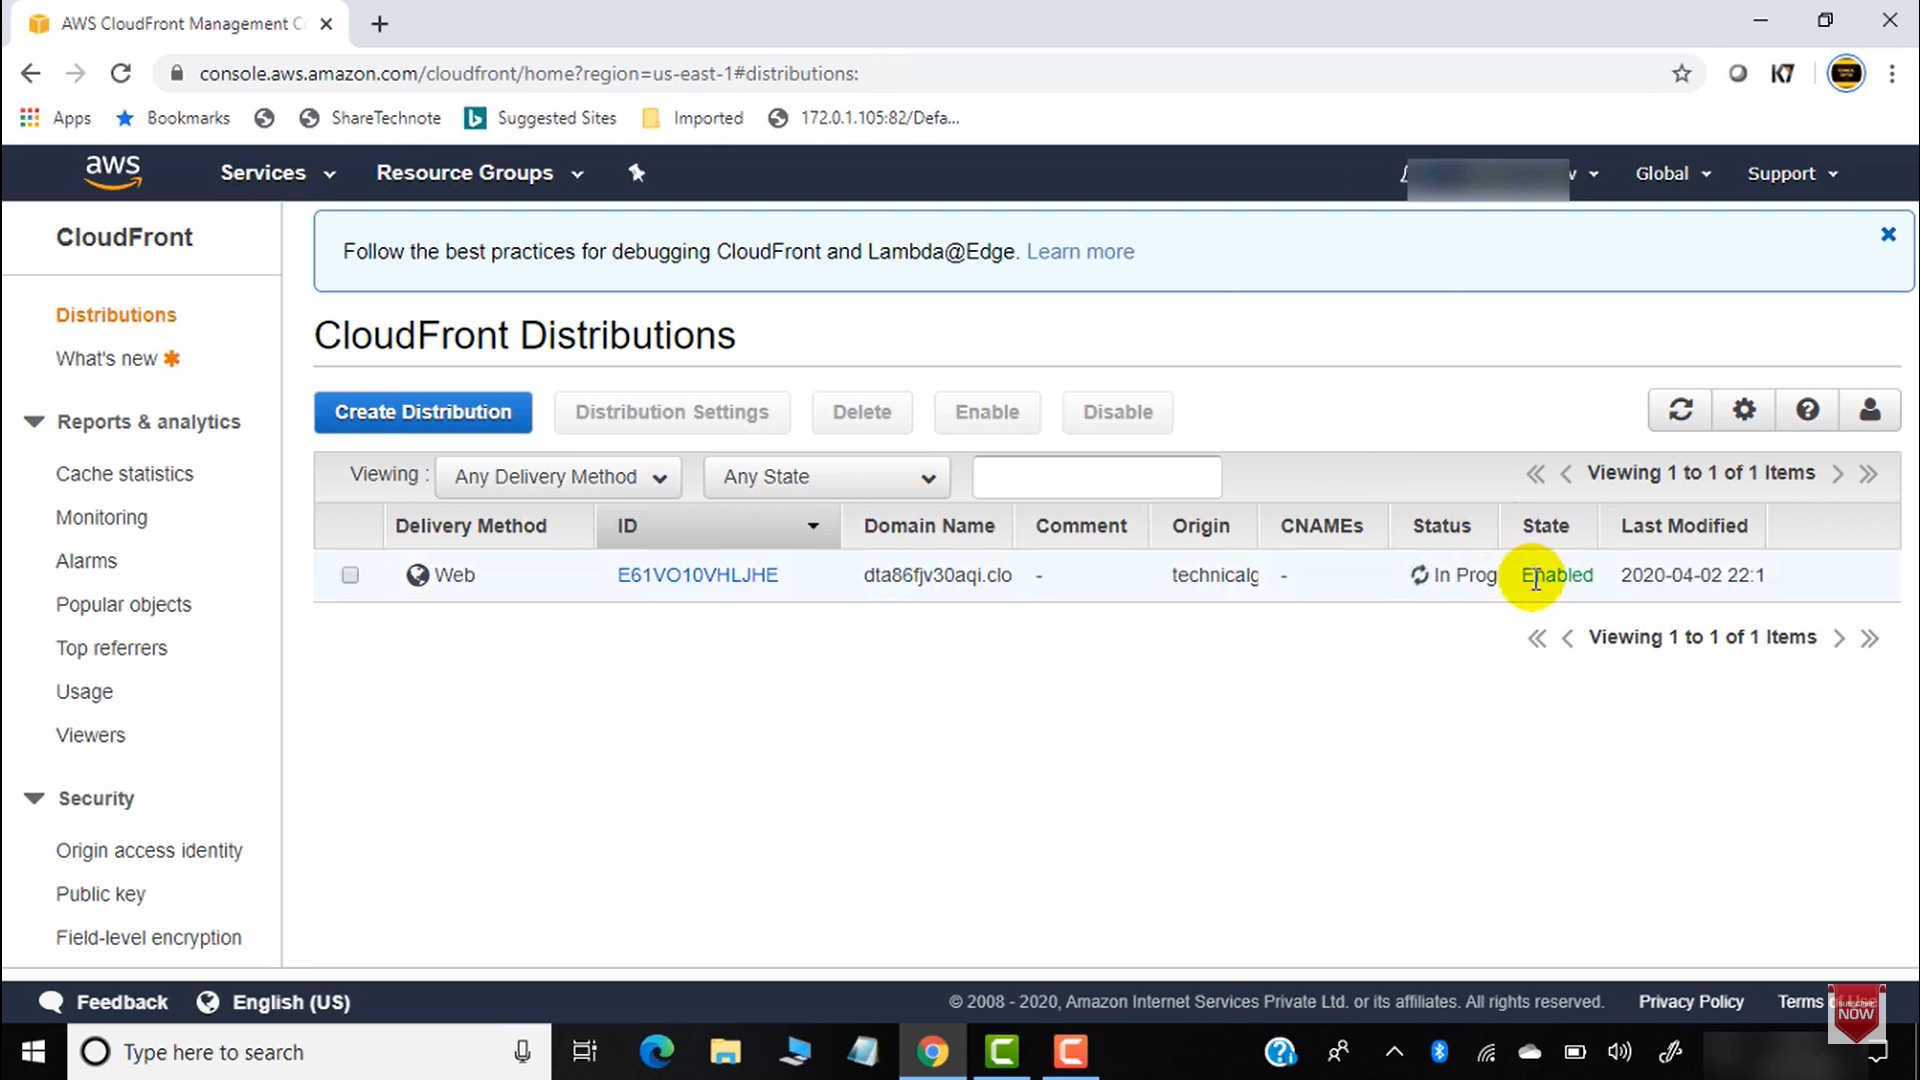 AWS CloudFront Management C
console.aws.amazon.com/cloudfront/home?region=us-east-1#distributions:
K7
Apps
Bookmarks
ShareTechnote
Suggested Sites
Imported
172.0.1.105:82/Defa...
aws
Services
Resource Groups
Global
Support
CloudFront
Follow the best practices for debugging CloudFront and Lambda@Edge. Learn more
Distributions
CloudFront Distributions
What's new
Create Distribution
Distribution Settings
Delete
Enable
Disable
Reports & analytics
Cache statistics
Viewing :
Any Delivery Method
Any State
Viewing 1 to 1 of 1 Items
Monitoring
Delivery Method
ID
Domain Name
Comment
Origin
CNAMEs
Status
State
Last Modified
Alarms
Web
E61VO10VHLJHE
dta86fjv30aqi.clo
-
technicalg
-
In Prog
Enabled
2020-04-02 22:1
Popular objects
Viewing 1 to 1 of 1 Items
Top referrers
Usage
Viewers
Security
Origin access identity
Public key
Field-level encryption
Feedback
English (US)
© 2008 - 2020, Amazon Internet Services Private Ltd. or its affiliates. All rights reserved.
Privacy Policy
Terms of Use
SUBSCRIBE
NOW
Type here to search